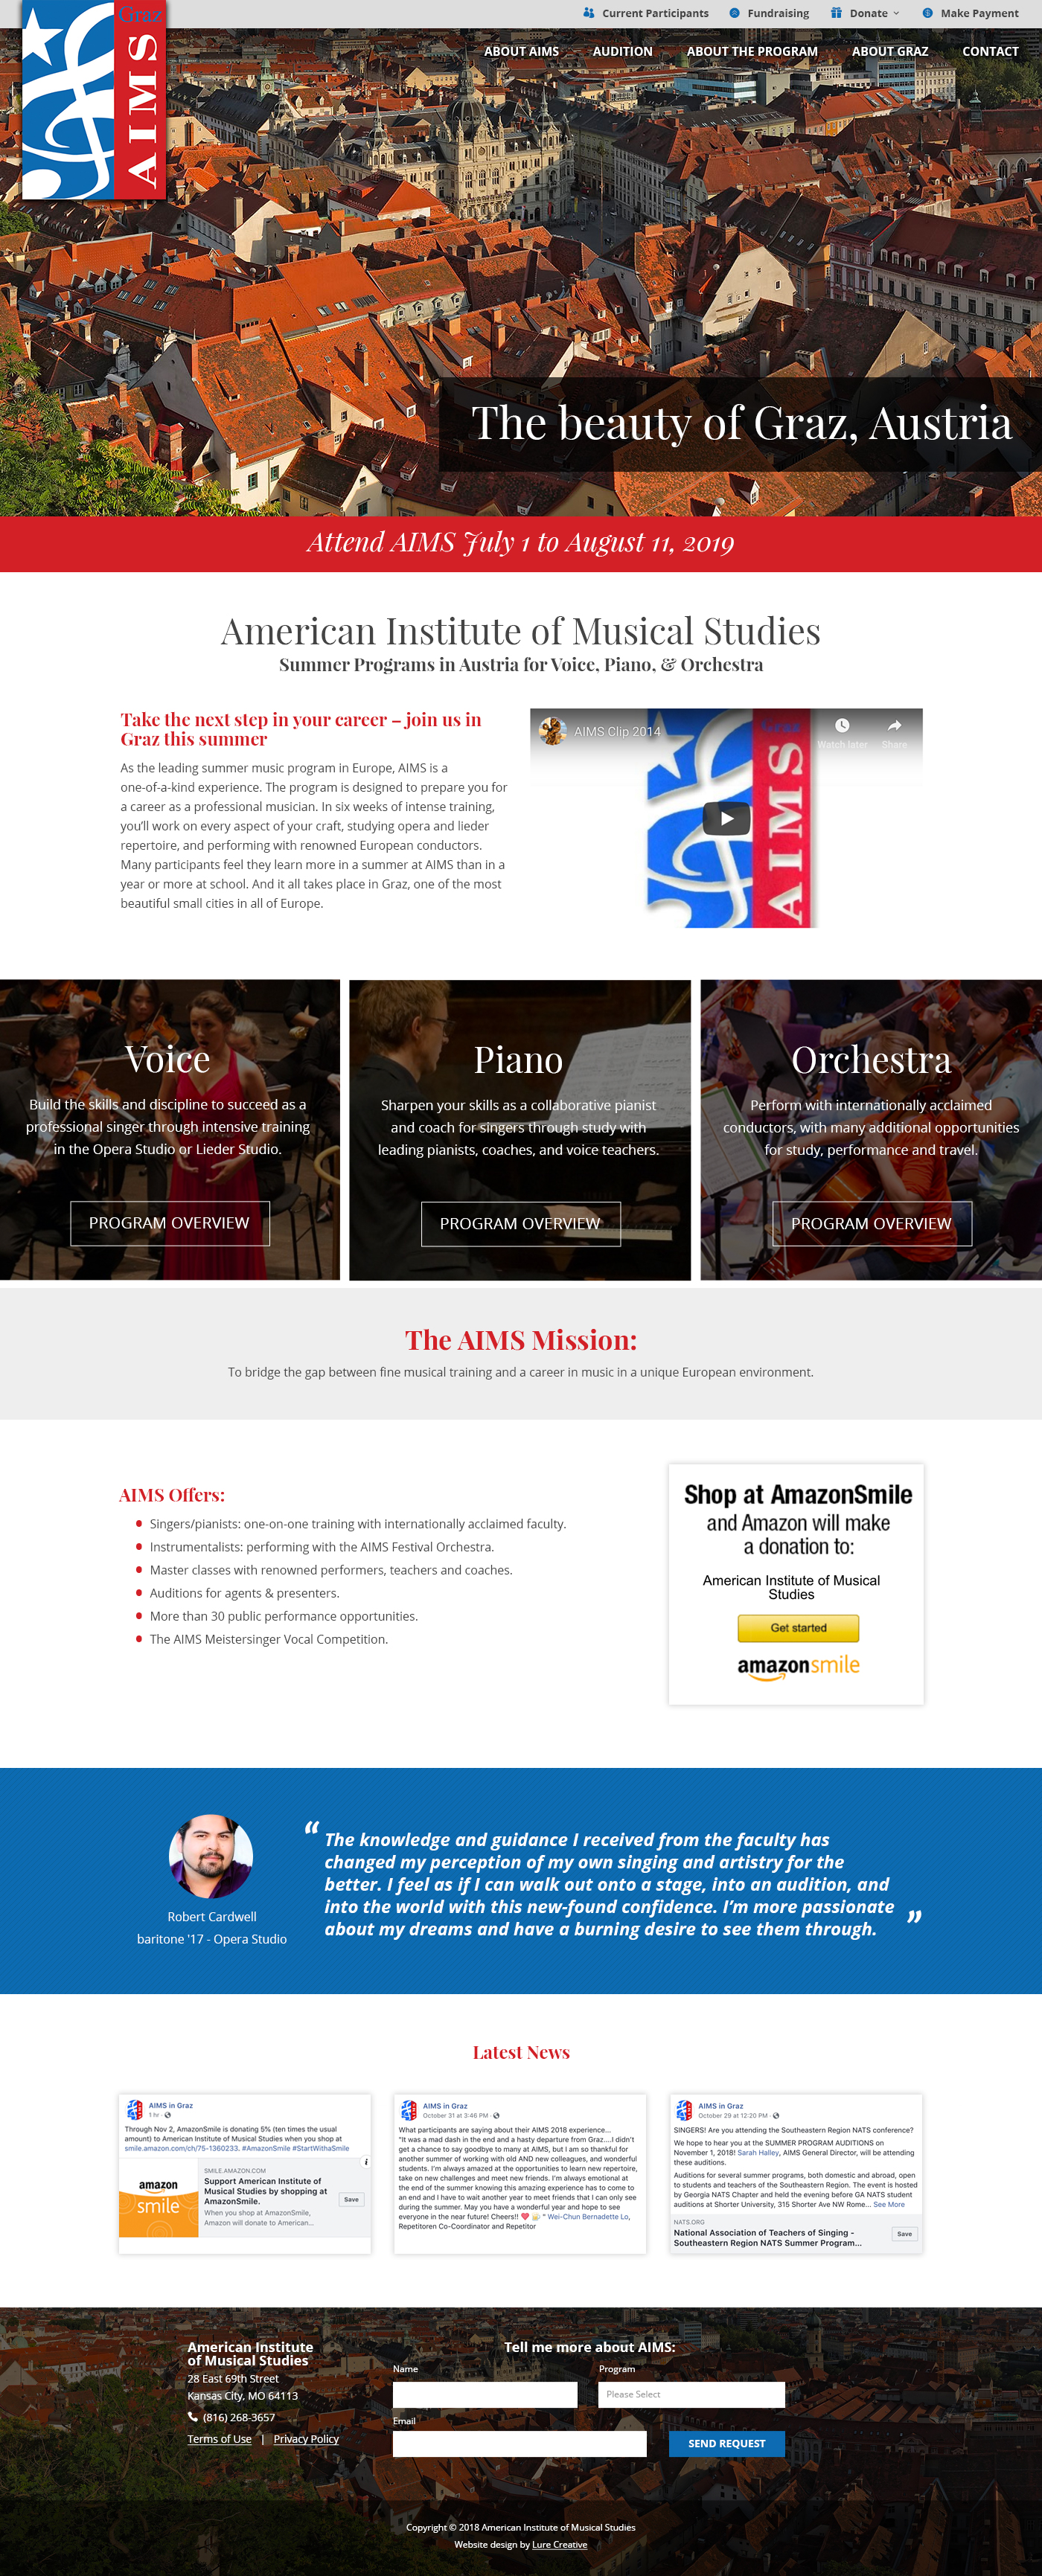 Current Participants
Fundraising
Donate
Make Payment
Graz
AIMS
ABOUT AIMS
AUDITION
ABOUT THE PROGRAM
ABOUT GRAZ
CONTACT
The beauty of Graz, Austria
Attend AIMS July 1 to August 11, 2019
American Institute of Musical Studies
Summer Programs in Austria for Voice, Piano, & Orchestra
Take the next step in your career – join us in
Graz this summer
As the leading summer music program in Europe, AIMS is a
one-of-a-kind experience. The program is designed to prepare you for
a career as a professional musician. In six weeks of intense training,
you’ll work on every aspect of your craft, studying opera and lieder
repertoire, and performing with renowned European conductors.
Many participants feel they learn more in a summer at AIMS than in a
year or more at school. And it all takes place in Graz, one of the most
beautiful small cities in all of Europe.
AIMS Clip 2014
Graz
Watch later
Share
AIMS
Voice
Build the skills and discipline to succeed as a
professional singer through intensive training
in the Opera Studio or Lieder Studio.
PROGRAM OVERVIEW
Piano
Sharpen your skills as a collaborative pianist
and coach for singers through study with
leading pianists, coaches, and voice teachers.
PROGRAM OVERVIEW
Orchestra
Perform with internationally acclaimed
conductors, with many additional opportunities
for study, performance and travel.
PROGRAM OVERVIEW
The AIMS Mission:
To bridge the gap between fine musical training and a career in music in a unique European environment.
AIMS Offers:
Singers/pianists: one-on-one training with internationally acclaimed faculty.
Instrumentalists: performing with the AIMS Festival Orchestra.
Master classes with renowned performers, teachers and coaches.
Auditions for agents & presenters.
More than 30 public performance opportunities.
The AIMS Meistersinger Vocal Competition.
Shop at AmazonSmile
and Amazon will make
a donation to:
American Institute of Musical
Studies
Get started
amazonsmile
Robert Cardwell
baritone '17 - Opera Studio
“The knowledge and guidance I received from the faculty has
changed my perception of my own singing and artistry for the
better. I feel as if I can walk out onto a stage, into an audition, and
into the world with this new-found confidence. I’m more passionate
about my dreams and have a burning desire to see them through.”
Latest News
AIMS in Graz
1 hr ·
Through Nov 2, AmazonSmile is donating 5% (ten times the usual
amount) to American Institute of Musical Studies when you shop at
smile.amazon.com/ch/75-1360233. #AmazonSmile #StartWithaSmile
amazon
smile
SMILE.AMAZON.COM
Support American Institute of
Musical Studies by shopping at
AmazonSmile.
When you shop at AmazonSmile,
Amazon will donate to American...
Save
AIMS in Graz
October 31 at 3:46 PM ·
What participants are saying about their AIMS 2018 experience...
"It was a mad dash in the end and a hasty departure from Graz....I didn't
get a chance to say goodbye to many at AIMS, but I am so thankful for
another summer of working with old AND new colleagues, and wonderful
students. I'm always amazed at the opportunities to learn new repertoire,
take on new challenges and meet new friends. I'm always emotional at
the end of the summer knowing this amazing experience has to come to
an end and I have to wait another year to meet friends that I can only see
during the summer. May you have a wonderful year and hope to see
everyone in the near future! Cheers!! ❤️ 🍻 " Wei-Chun Bernadette Lo,
Repetitoren Co-Coordinator and Repetitor
AIMS in Graz
October 29 at 12:20 PM ·
SINGERS! Are you attending the Southeastern Region NATS conference?
We hope to hear you at the SUMMER PROGRAM AUDITIONS on
November 1, 2018! Sarah Halley, AIMS General Director, will be attending
these auditions.
Auditions for several summer programs, both domestic and abroad, open
to students and teachers of the Southeastern Region. The event is hosted
by Georgia NATS Chapter and held the evening before GA NATS student
auditions at Shorter University, 315 Shorter Ave NW Rome... See More
NATS.ORG
National Association of Teachers of Singing -
Southeastern Region NATS Summer Program...
Save
American Institute
of Musical Studies
28 East 69th Street
Kansas City, MO 64113
(816) 268-3657
Terms of Use | Privacy Policy
Tell me more about AIMS:
Name
Program
Please Select
Email
SEND REQUEST
Copyright © 2018 American Institute of Musical Studies
Website design by Lure Creative